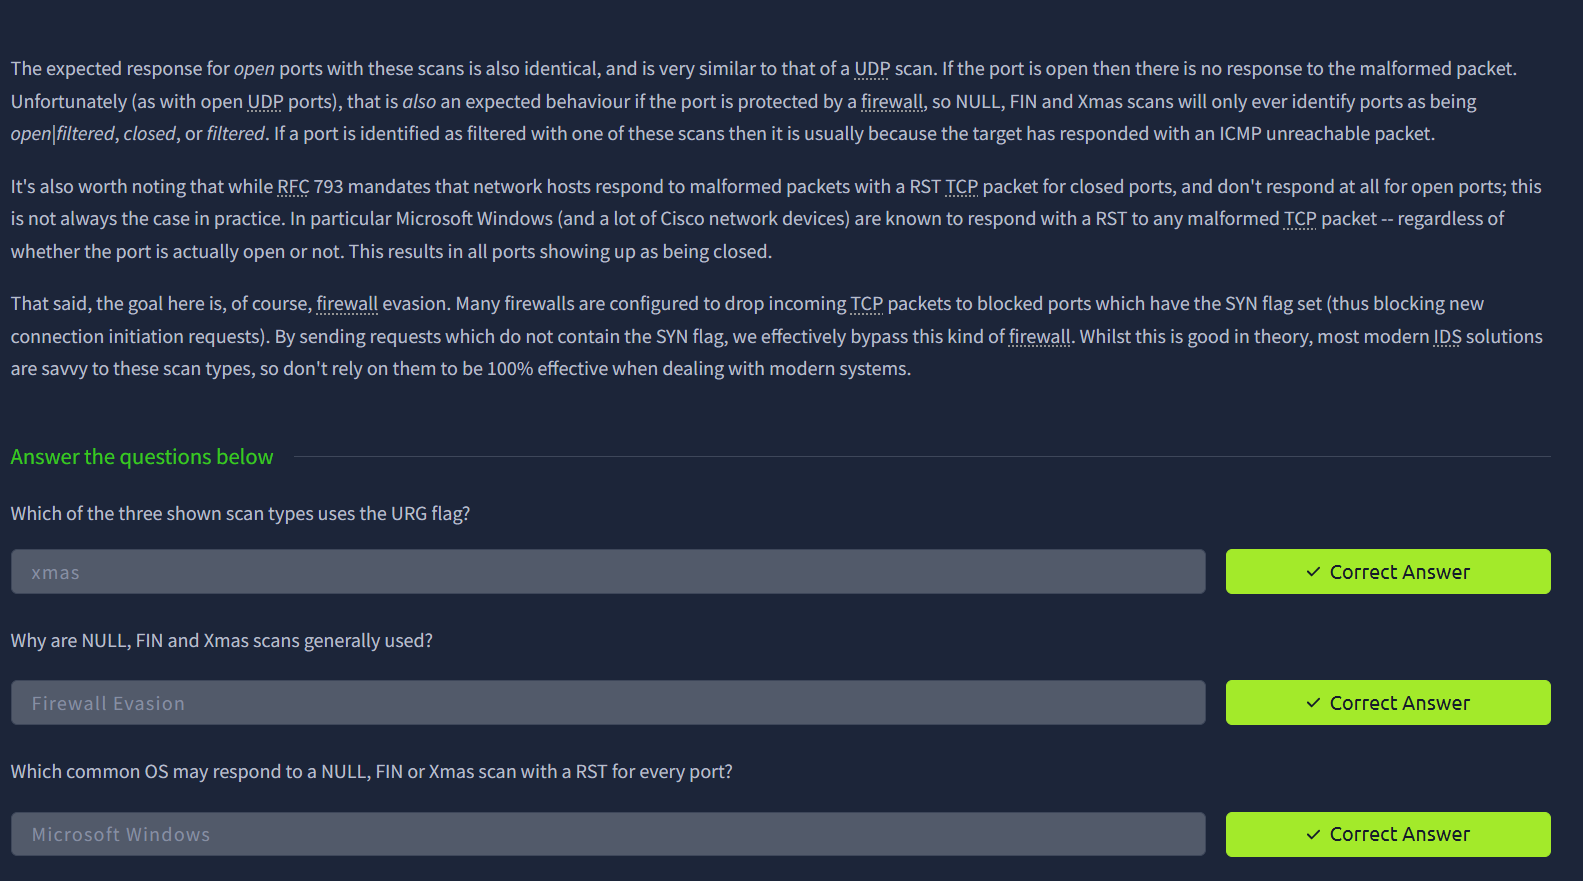 The expected response for open ports with these scans is also identical, and is very similar to that of a UDP scan. If the port is open then there is no response to the malformed packet.
Unfortunately (as with open UDP ports), that is also an expected behaviour if the port is protected by a firewall, so NULL, FIN and Xmas scans will only ever identify ports as being
open|filtered, closed, or filtered. If a port is identified as filtered with one of these scans then it is usually because the target has responded with an ICMP unreachable packet.
It's also worth noting that while RFC 793 mandates that network hosts respond to malformed packets with a RST TCP packet for closed ports, and don't respond at all for open ports; this
is not always the case in practice. In particular Microsoft Windows (and a lot of Cisco network devices) are known to respond with a RST to any malformed TCP packet -- regardless of
whether the port is actually open or not. This results in all ports showing up as being closed.
That said, the goal here is, of course, firewall evasion. Many firewalls are configured to drop incoming TCP packets to blocked ports which have the SYN flag set (thus blocking new
connection initiation requests). By sending requests which do not contain the SYN flag, we effectively bypass this kind of firewall. Whilst this is good in theory, most modern IDS solutions
are savvy to these scan types, so don't rely on them to be 100% effective when dealing with modern systems.
Answer the questions below
Which of the three shown scan types uses the URG flag?
xmas
✓ Correct Answer
Why are NULL, FIN and Xmas scans generally used?
Firewall Evasion
✓ Correct Answer
Which common OS may respond to a NULL, FIN or Xmas scan with a RST for every port?
Microsoft Windows
✓ Correct Answer